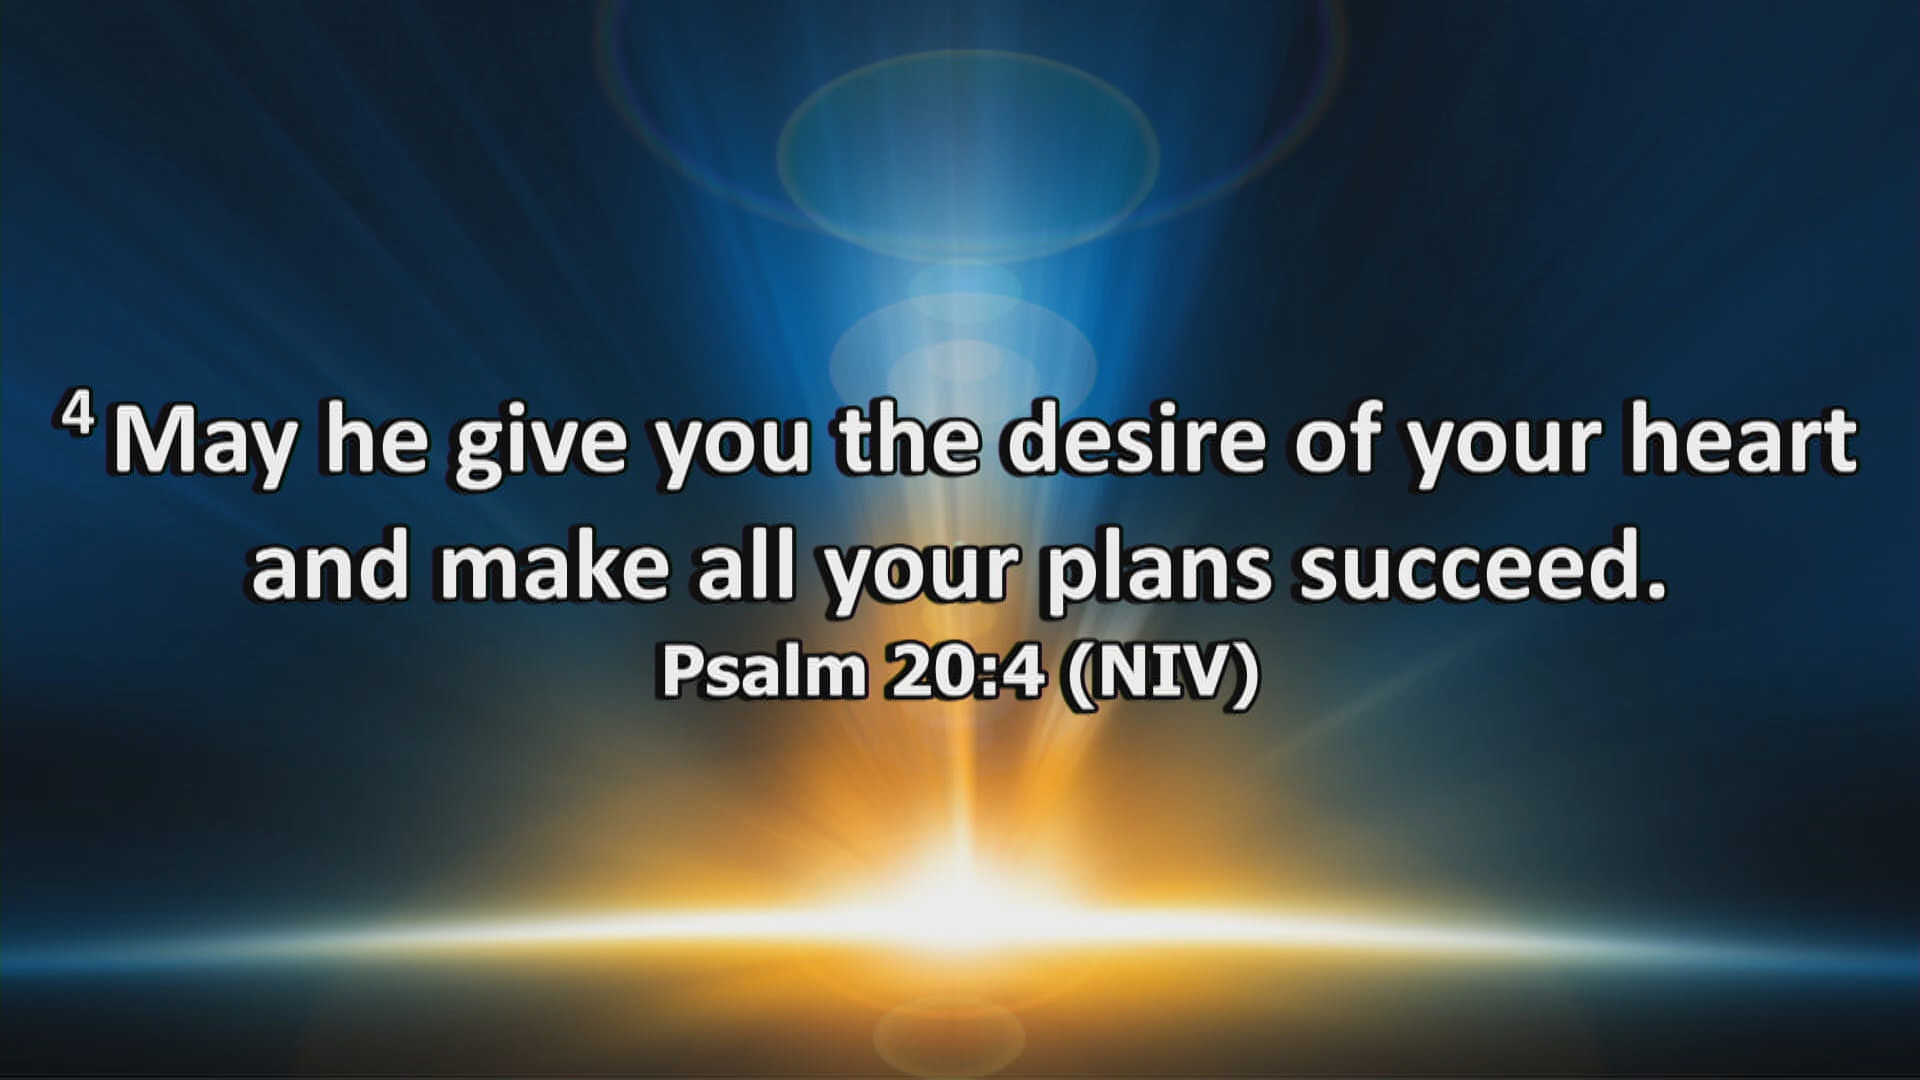 4 May he give you the desire of your heart
and make all your plans succeed.
Psalm 20:4 (NIV)